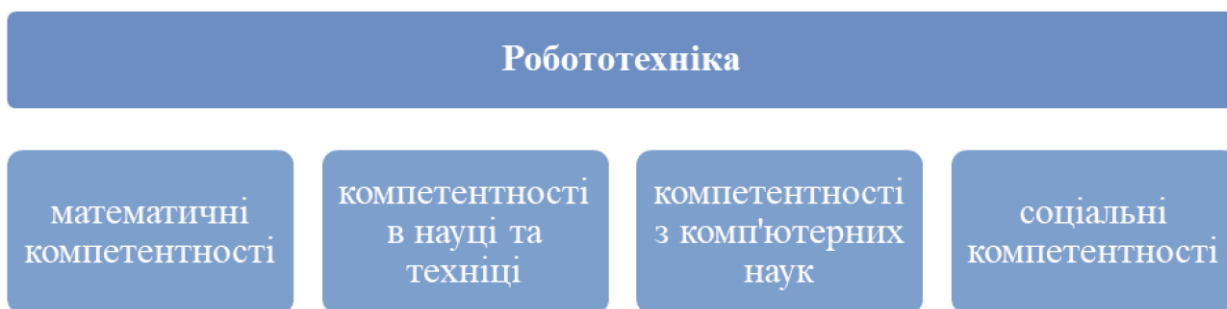 Робототехніка
математичні
компетентності
компетентності
в науці та
техніці
компетентності
з комп'ютерних
наук
соціальні
компетентності